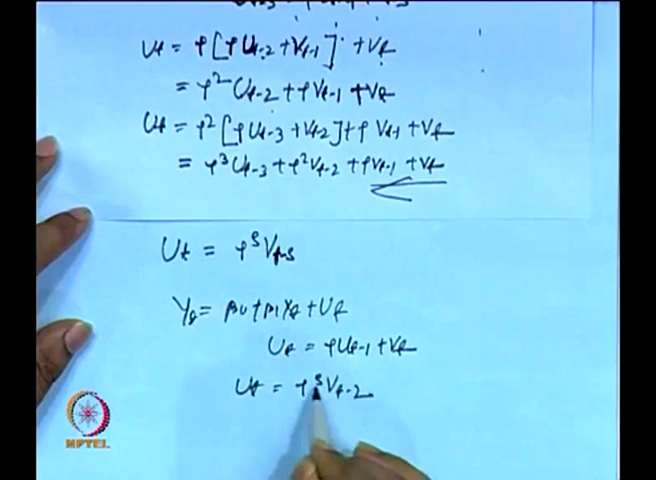 Ut = ρ[ρUt-2 + Vt-1] + Vt
= ρ²Ut-2 + ρVt-1 + Vt
Ut = ρ²[ρUt-3 + Vt-2] + ρVt-1 + Vt
= ρ³Ut-3 + ρ²Vt-2 + ρVt-1 + Vt
Ut = ρˢVt-s
Yt = β0 + β1Xt + Ut
Ut = ρUt-1 + Vt
Ut = ρˢVt-2
NPTEL